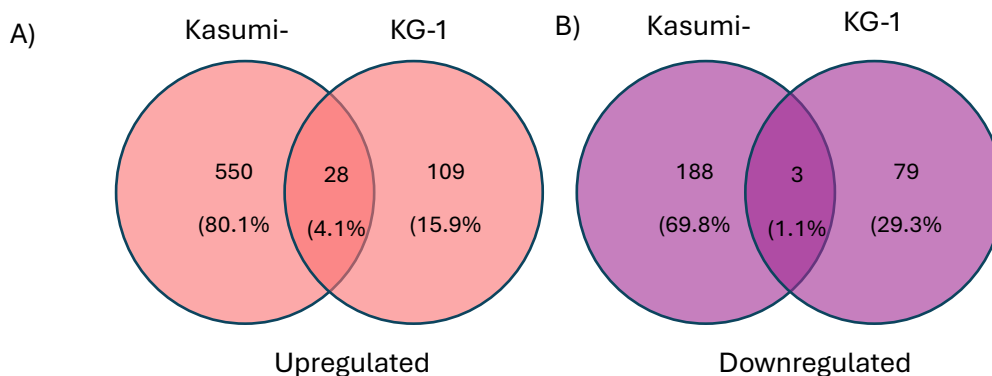 A)
Kasumi-
KG-1
550
28
109
(80.1%
(4.1%
(15.9%
Upregulated
B)
Kasumi-
KG-1
188
3
79
(69.8%
(1.1%
(29.3%
Downregulated